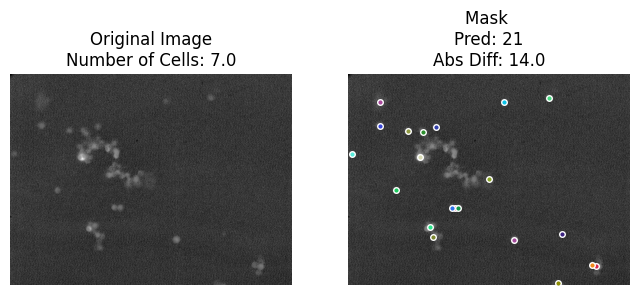 Original Image
Number of Cells: 7.0
Mask
Pred: 21
Abs Diff: 14.0